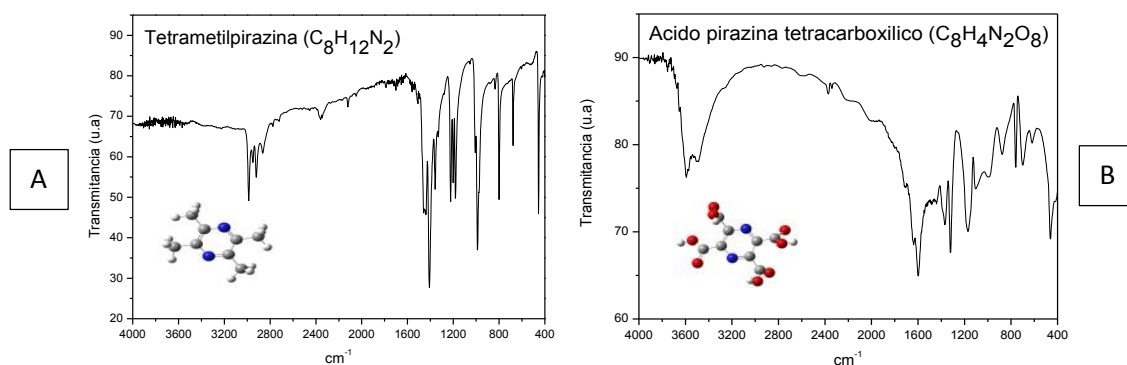 A
Tetrametilpirazina (C8H12N2)
Transmitancia (u.a)
90
80
70
60
50
40
30
20
4000 3600 3200 2800 2400 2000 1600 1200 800 400
cm-1
Acido pirazina tetracarboxilico (C8H4N2O8)
Transmitancia (u.a)
90
80
70
60
4000 3600 3200 2800 2400 2000 1600 1200 800 400
cm-1
B